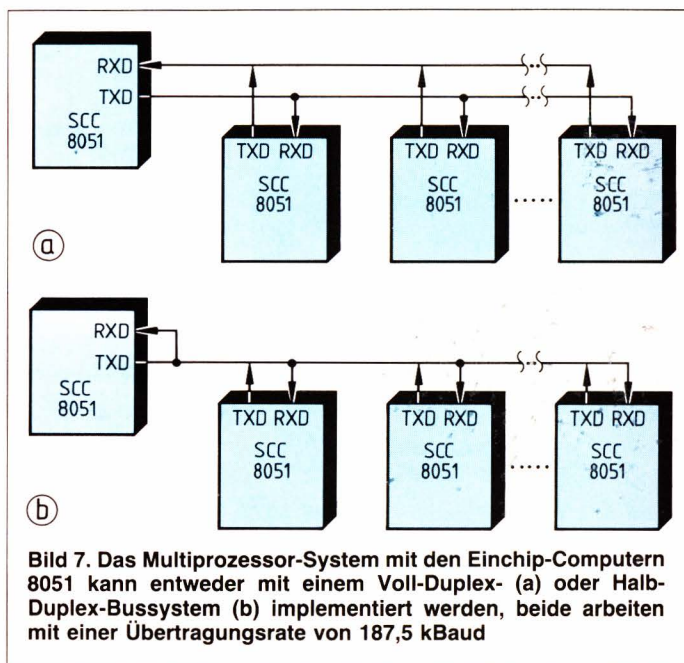 RXD
TXD
SCC
8051
TXD RXD
SCC
8051
TXD RXD
SCC
8051
TXD RXD
SCC
8051
a
RXD
TXD
SCC
8051
TXD RXD
SCC
8051
TXD RXD
SCC
8051
TXD RXD
SCC
8051
b
Bild 7. Das Multiprozessor-System mit den Einchip-Computern
8051 kann entweder mit einem Voll-Duplex- (a) oder Halb-
Duplex-Bussystem (b) implementiert werden, beide arbeiten
mit einer Übertragungsrate von 187,5 kBaud